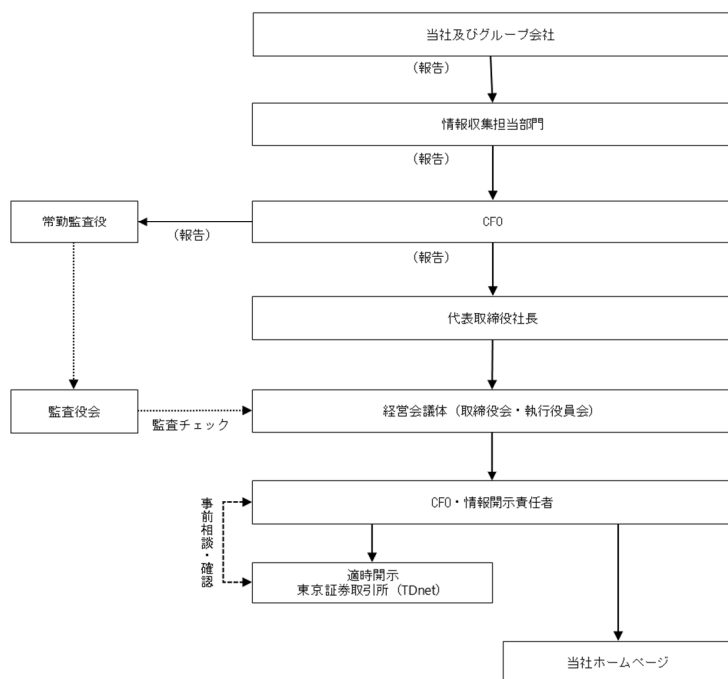 当社及びグループ会社
（報告）
情報収集担当部門
（報告）
常勤監査役
（報告）
CFO
（報告）
代表取締役社長
監査役会
監査チェック
経営会議体（取締役会・執行役員会）
CFO・情報開示責任者
事前相談・確認
適時開示
東京証券取引所（TDnet）
当社ホームページ